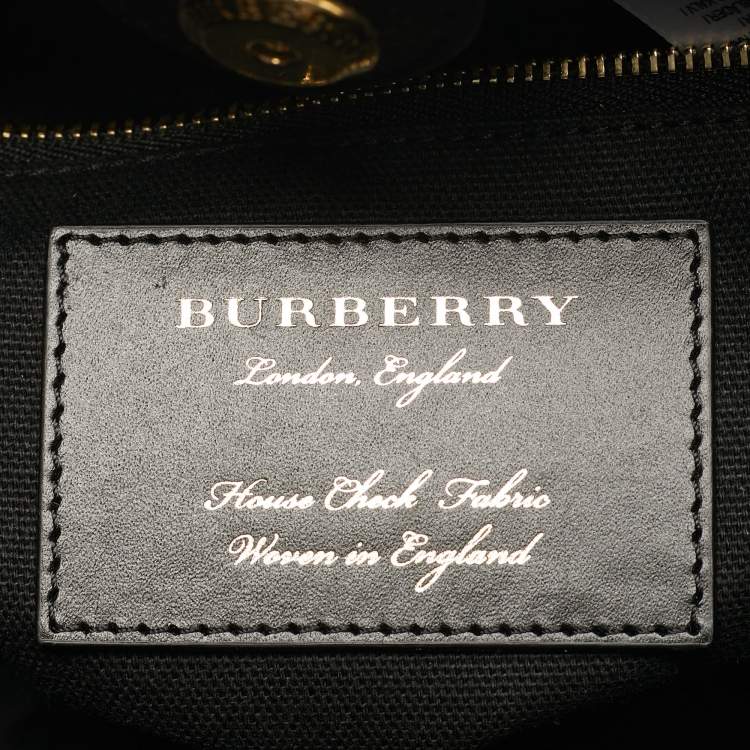 BURBERRY
London, England
House Check Fabric
Woven in England